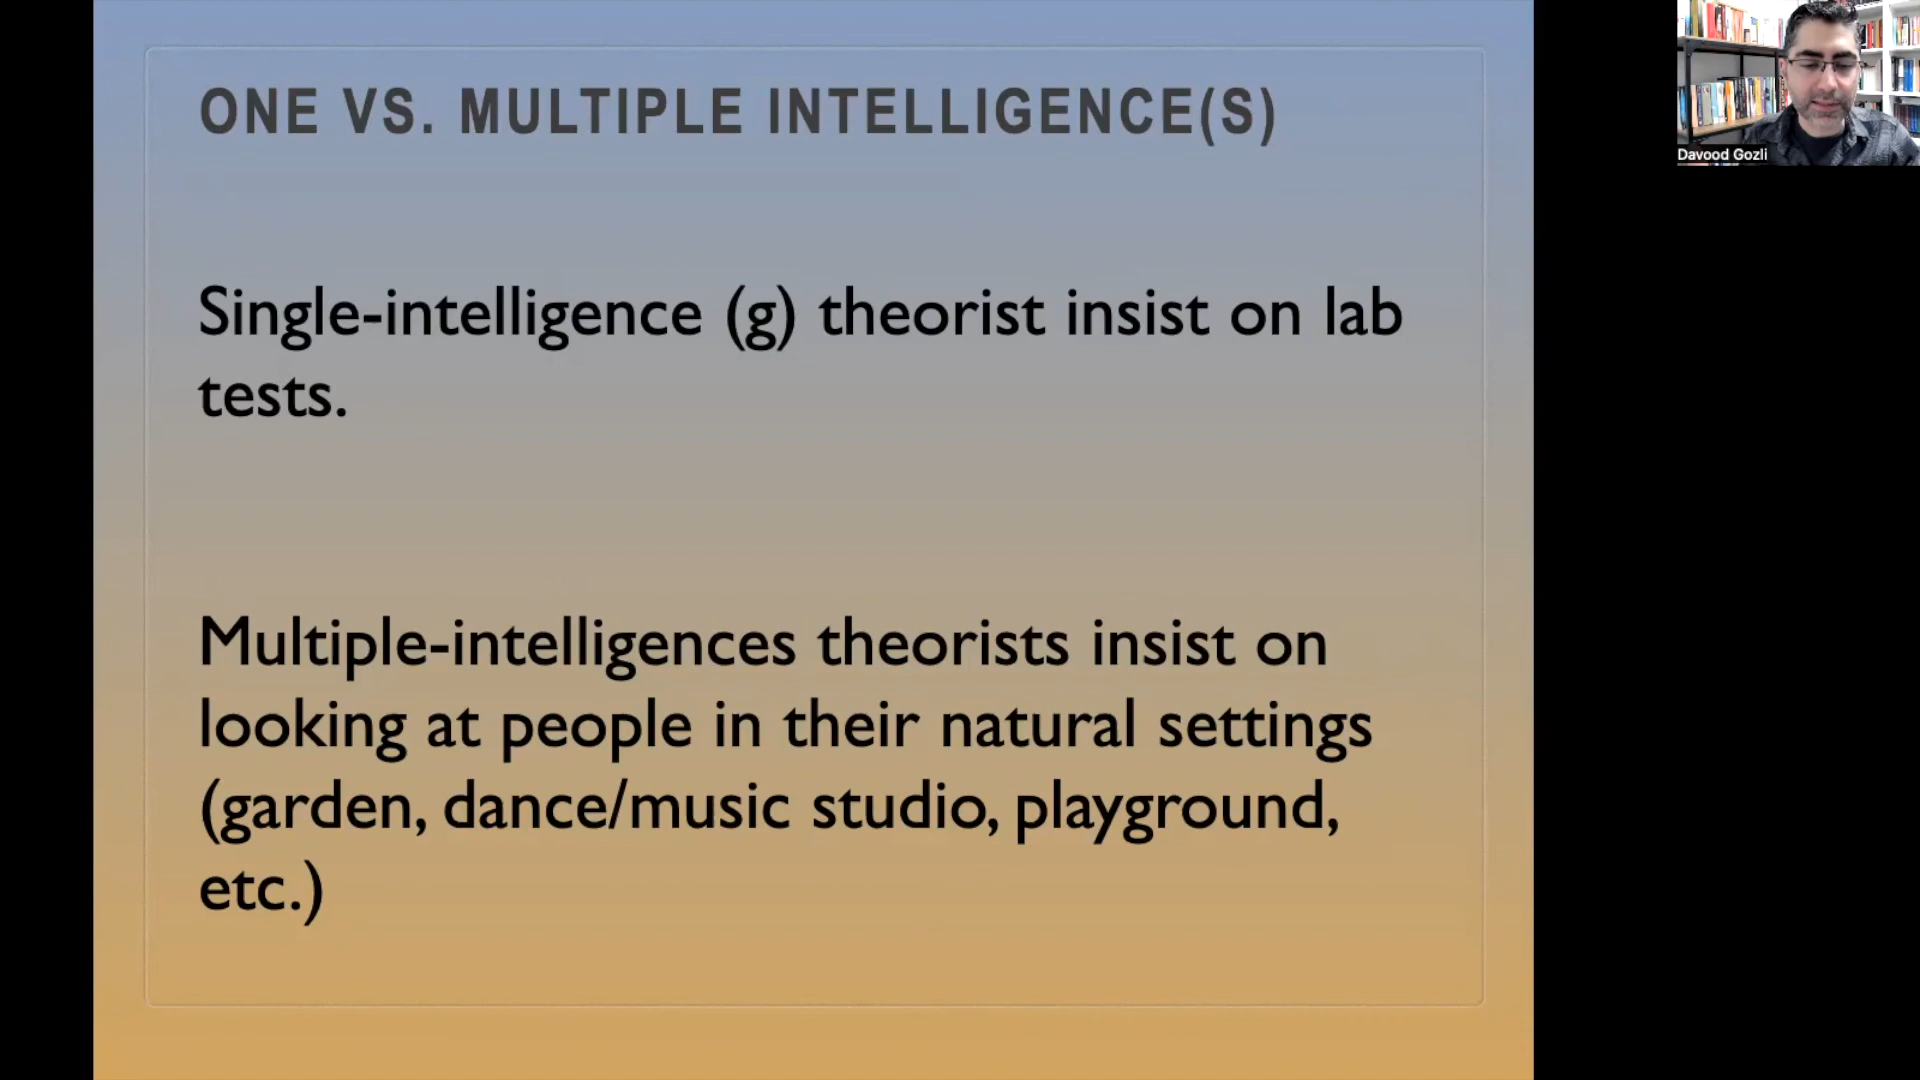 ONE VS. MULTIPLE INTELLIGENCE(S)
Single-intelligence (g) theorist insist on lab
tests.
Multiple-intelligences theorists insist on
looking at people in their natural settings
(garden, dance/music studio, playground,
etc.)
Davood Gozli